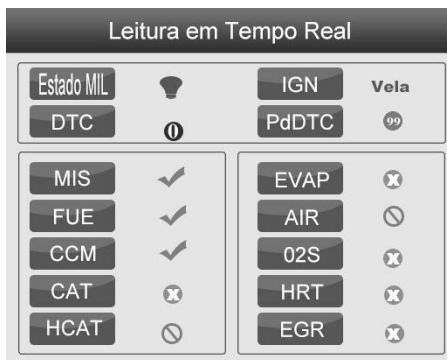 Leitura em Tempo Real
Estado MIL IGN Vela
DTC 0 PdDTC 99
MIS EVAP
FUE AIR
CCM 02S
CAT HRT
HCAT EGR